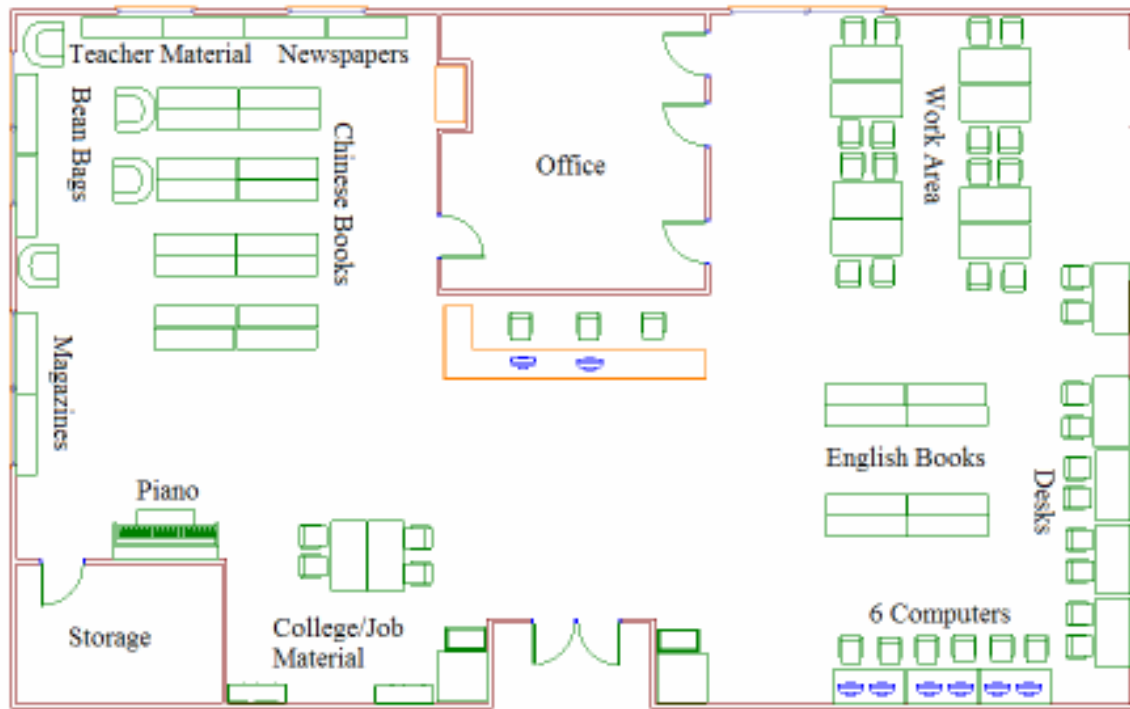 Teacher Material
Newspapers
Bean Bags
Chinese Books
Office
Work Area
Magazines
English Books
Desks
Piano
Storage
College/Job
Material
6 Computers